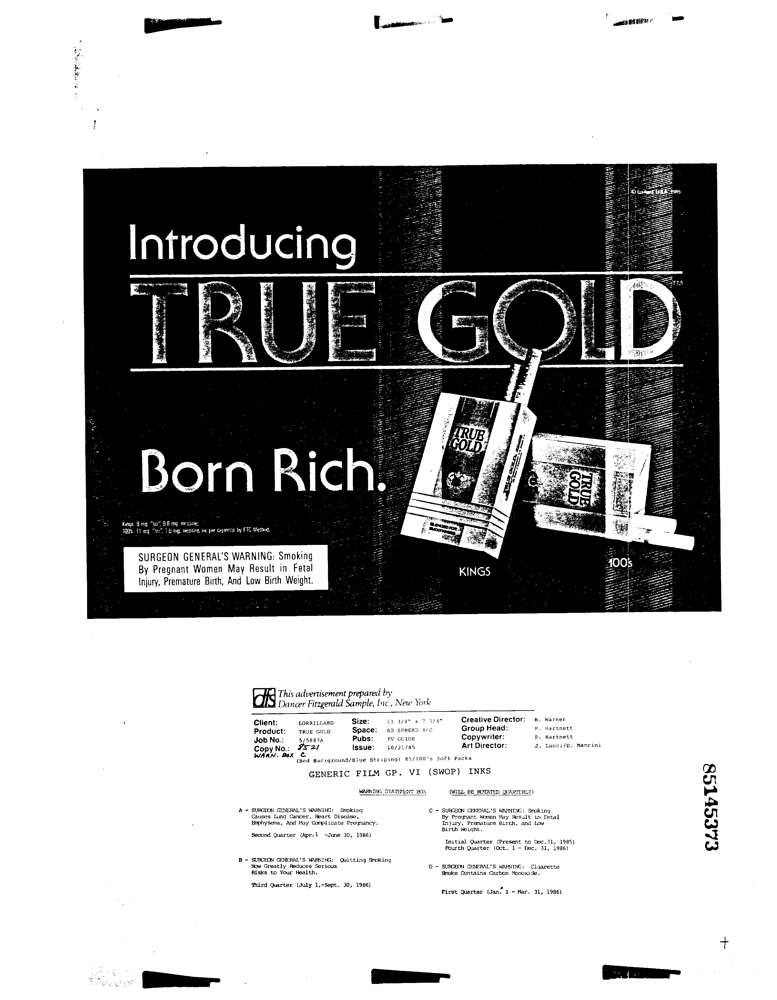 © Lorillard, U.S.A., 1985
Introducing
TRUE GOLD™
TRUE
GOLD
TRUE
GOLD
Born Rich.
Kings: 9 mg. "tar", 0.8 mg. nicotine;
100's: 11 mg. "tar", mg. nicotine, av. per cigarette by FTC Method.
SURGEON GENERAL'S WARNING: Smoking
By Pregnant Women May Result in Fetal
Injury, Premature Birth, And Low Birth Weight.
KINGS
100's
dfs This advertisement prepared by
Dancer Fitzgerald Sample, Inc., New York
Client: LORRILLARD Size: 13 3/4" x 7 3/4" Creative Director: B. Warner
Product: TRUE GOLD Space: BD SPREAD 4/C Group Head: P. Hartnett
Job No.: 5/5887A Pubs: TV GUIDE Copywriter: P. Hartnett
Copy No.: 8521 Issue: 10/21/85 Art Director: J. Lucci/D. Mancini
WARN. BOX C
(Red Background/Blue Striping) 85/100's Soft Packs
GENERIC FILM GP. VI (SWOP) INKS
WARNING STATEMENT BOX (WILL BE ROTATED QUARTERLY)
A - SURGEON GENERAL'S WARNING: Smoking
Causes Lung Cancer, Heart Disease,
Emphysema, And May Complicate Pregnancy.
Second Quarter (Apr.1 -June 30, 1986)
C - SURGEON GENERAL'S WARNING: Smoking
By Pregnant Women May Result in Fetal
Injury, Premature Birth, and Low
Birth Weight.
Initial Quarter (Present to Dec.31, 1985)
Fourth Quarter (Oct. 1 - Dec. 31, 1986)
B - SURGEON GENERAL'S WARNING: Quitting Smoking
Now Greatly Reduces Serious
Risks to Your Health.
Third Quarter (July 1,-Sept. 30, 1986)
D - SURGEON GENERAL'S WARNING: Cigarette
Smoke Contains Carbon Monoxide.
First Quarter (Jan. 1 - Mar. 31, 1986)
85145373